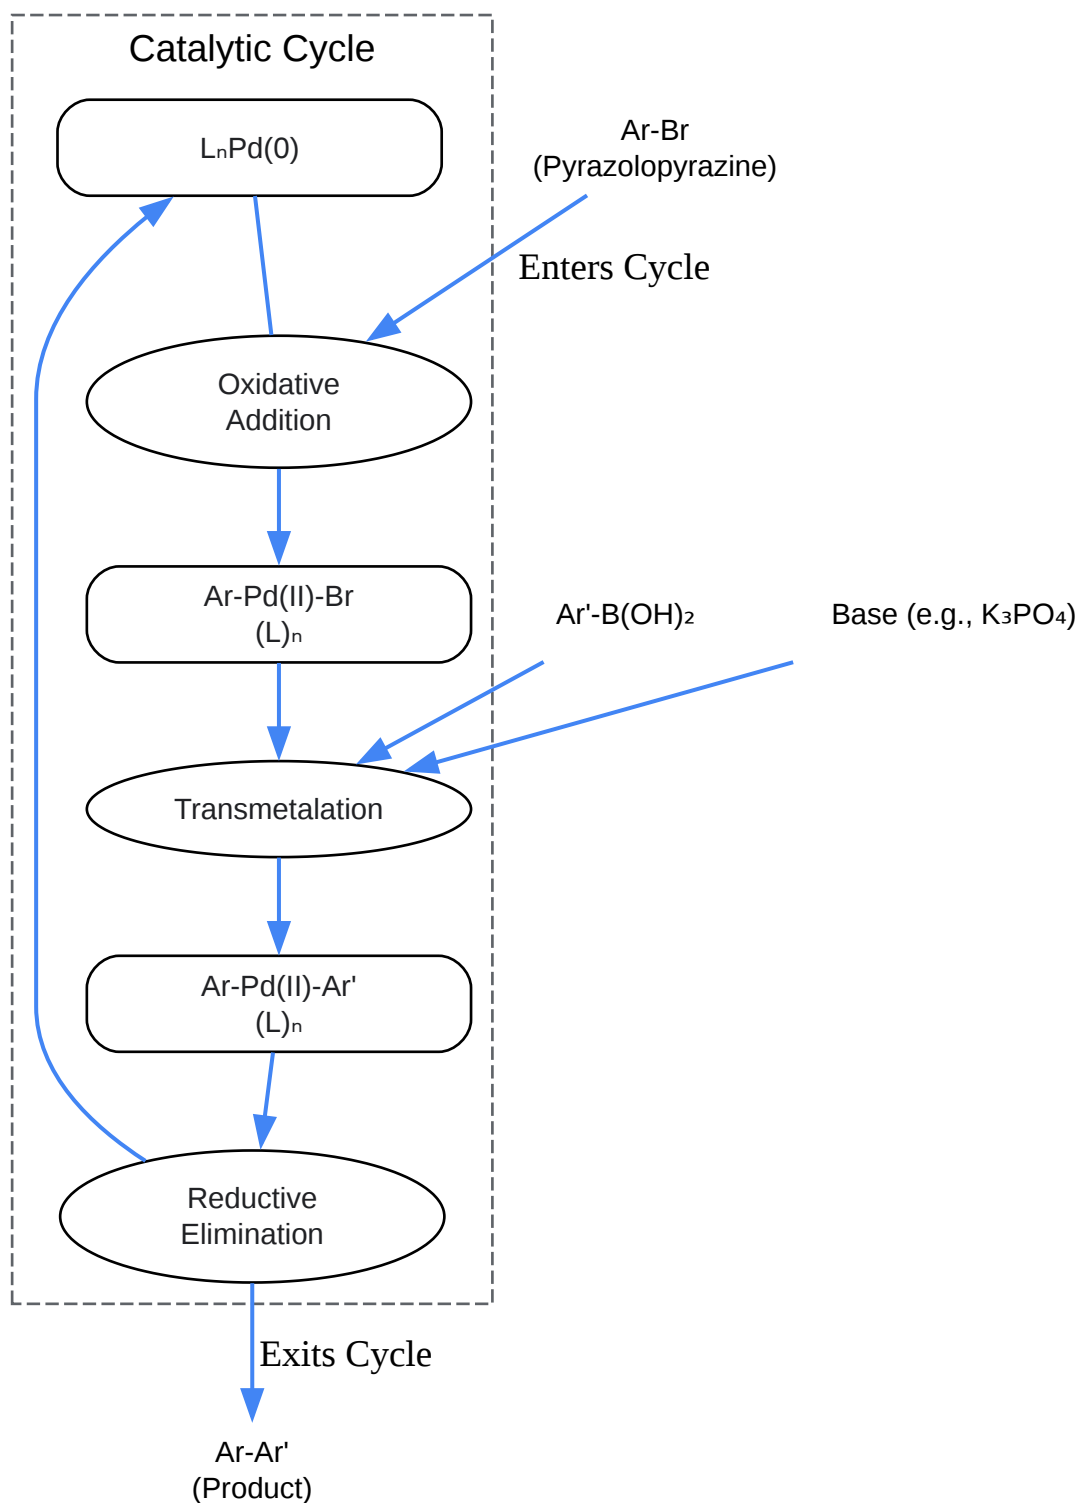 Catalytic Cycle
LₙPd(0)
Ar-Br
(Pyrazolopyrazine)
Enters Cycle
Oxidative
Addition
Ar-Pd(II)-Br
(L)ₙ
Ar'-B(OH)₂
Base (e.g., K₃PO₄)
Transmetalation
Ar-Pd(II)-Ar'
(L)ₙ
Reductive
Elimination
Exits Cycle
Ar-Ar'
(Product)